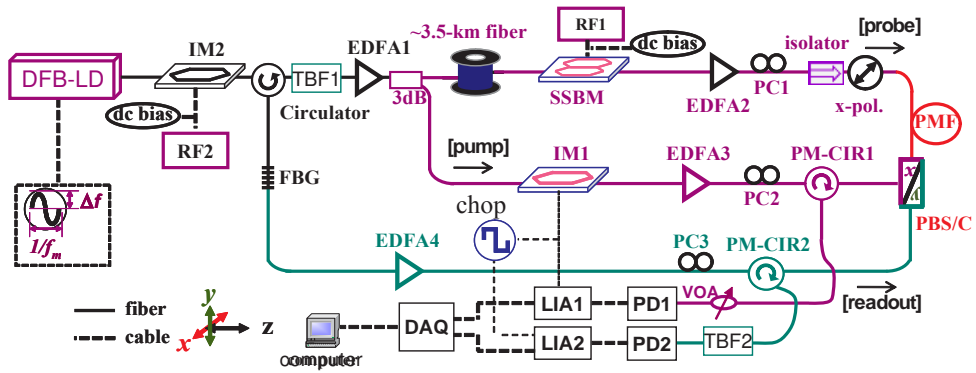 RF1
~3.5-km fiber
dc bias
[probe]
IM2
EDFA1
isolator
DFB-LD
TBF1
3dB
SSBM
EDFA2
PC1
x-pol.
dc bias
Circulator
RF2
PMF
[pump]
IM1
EDFA3
PM-CIR1
FBG
PC2
x
y
Δf
1/fm
chop
PBS/C
EDFA4
PC3
PM-CIR2
[readout]
VOA
fiber
cable
y
x
z
computer
DAQ
LIA1
PD1
LIA2
PD2
TBF2